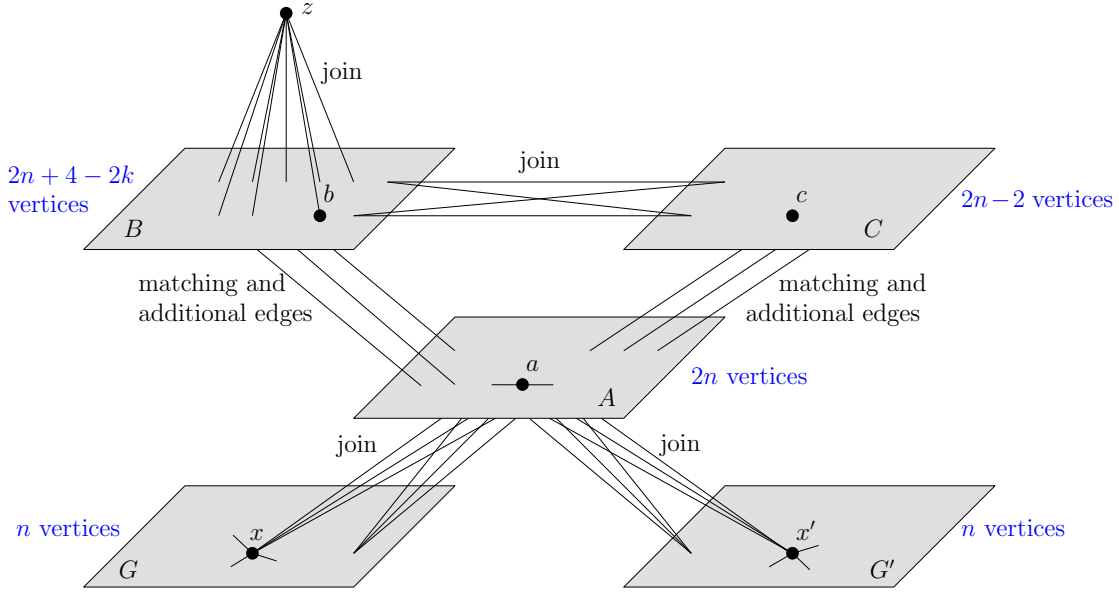 z
join
2n + 4 − 2k
vertices
b
B
join
c
C
2n − 2 vertices
matching and
additional edges
matching and
additional edges
a
A
2n vertices
join
join
n vertices
x
G
x′
G′
n vertices